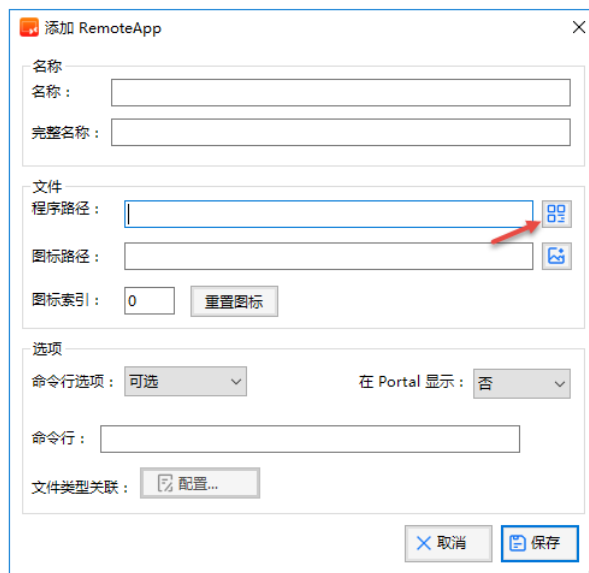 添加 RemoteApp
名称
名称：
完整名称：
文件
程序路径：
图标路径：
图标索引： 0 重置图标
选项
命令行选项： 可选 在 Portal 显示： 否
命令行：
文件类型关联： 配置...
取消 保存